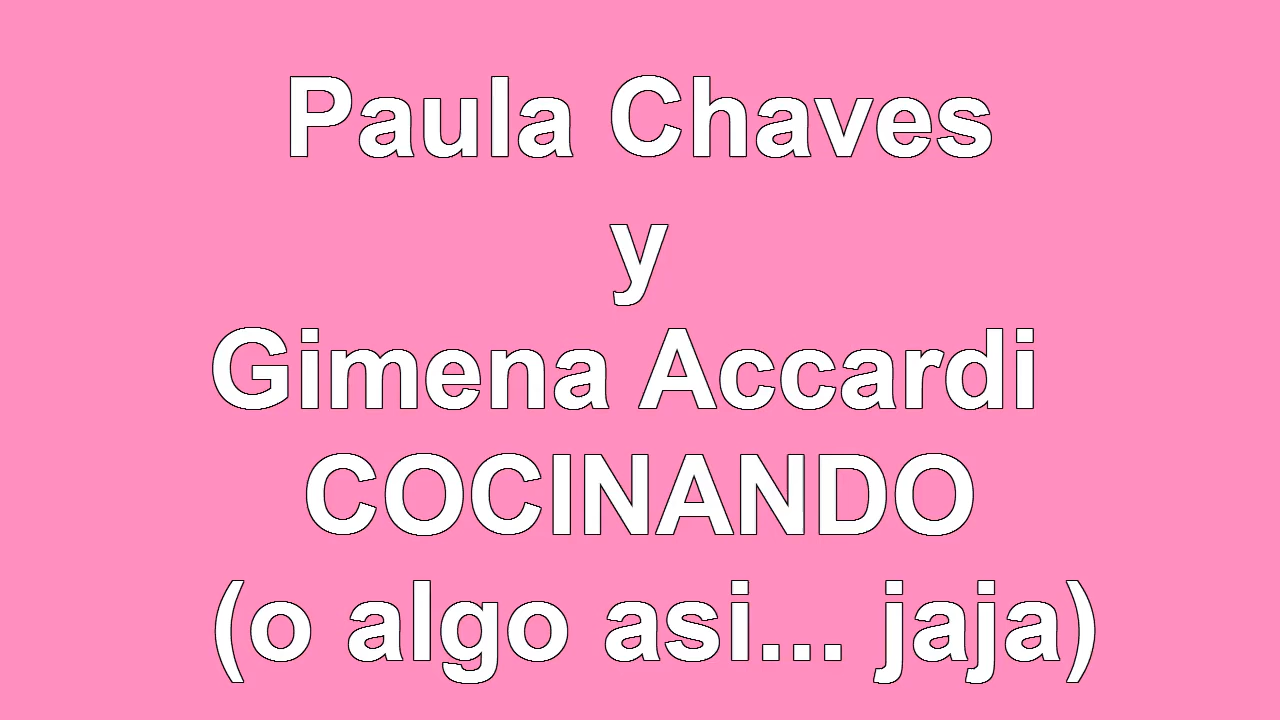 Paula Chaves
y
Gimena Accardi
COCINANDO
(o algo asi... jaja)